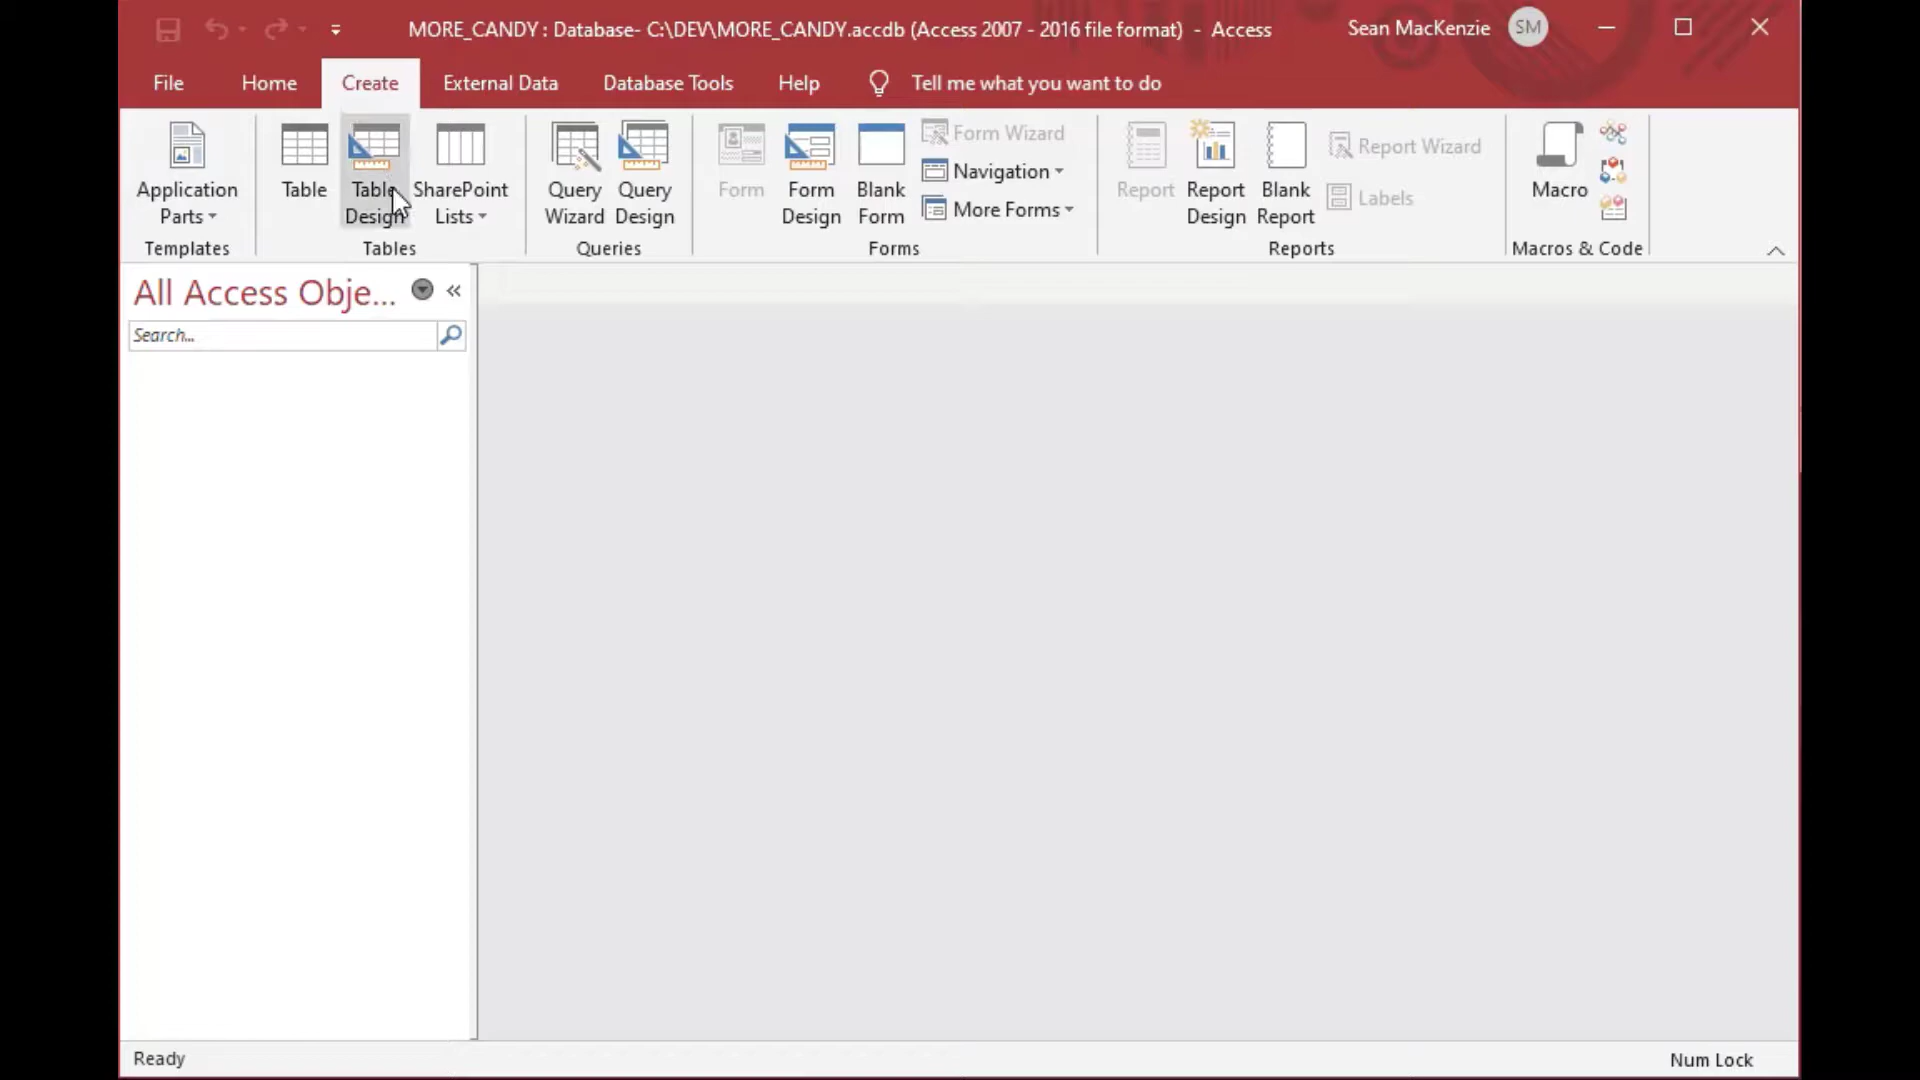 MORE_CANDY : Database- C:\DEV\MORE_CANDY.accdb (Access 2007 - 2016 file format) - Access
Sean MacKenzie SM
File Home Create External Data Database Tools Help Tell me what you want to do
Application Parts
Templates
Table
Table Design
SharePoint Lists
Tables
Query Wizard
Query Design
Queries
Form
Form Design
Blank Form
Form Wizard
Navigation
More Forms
Forms
Report
Report Design
Blank Report
Report Wizard
Labels
Reports
Macro
Macros & Code
All Access Obje...
Search...
Ready
Num Lock